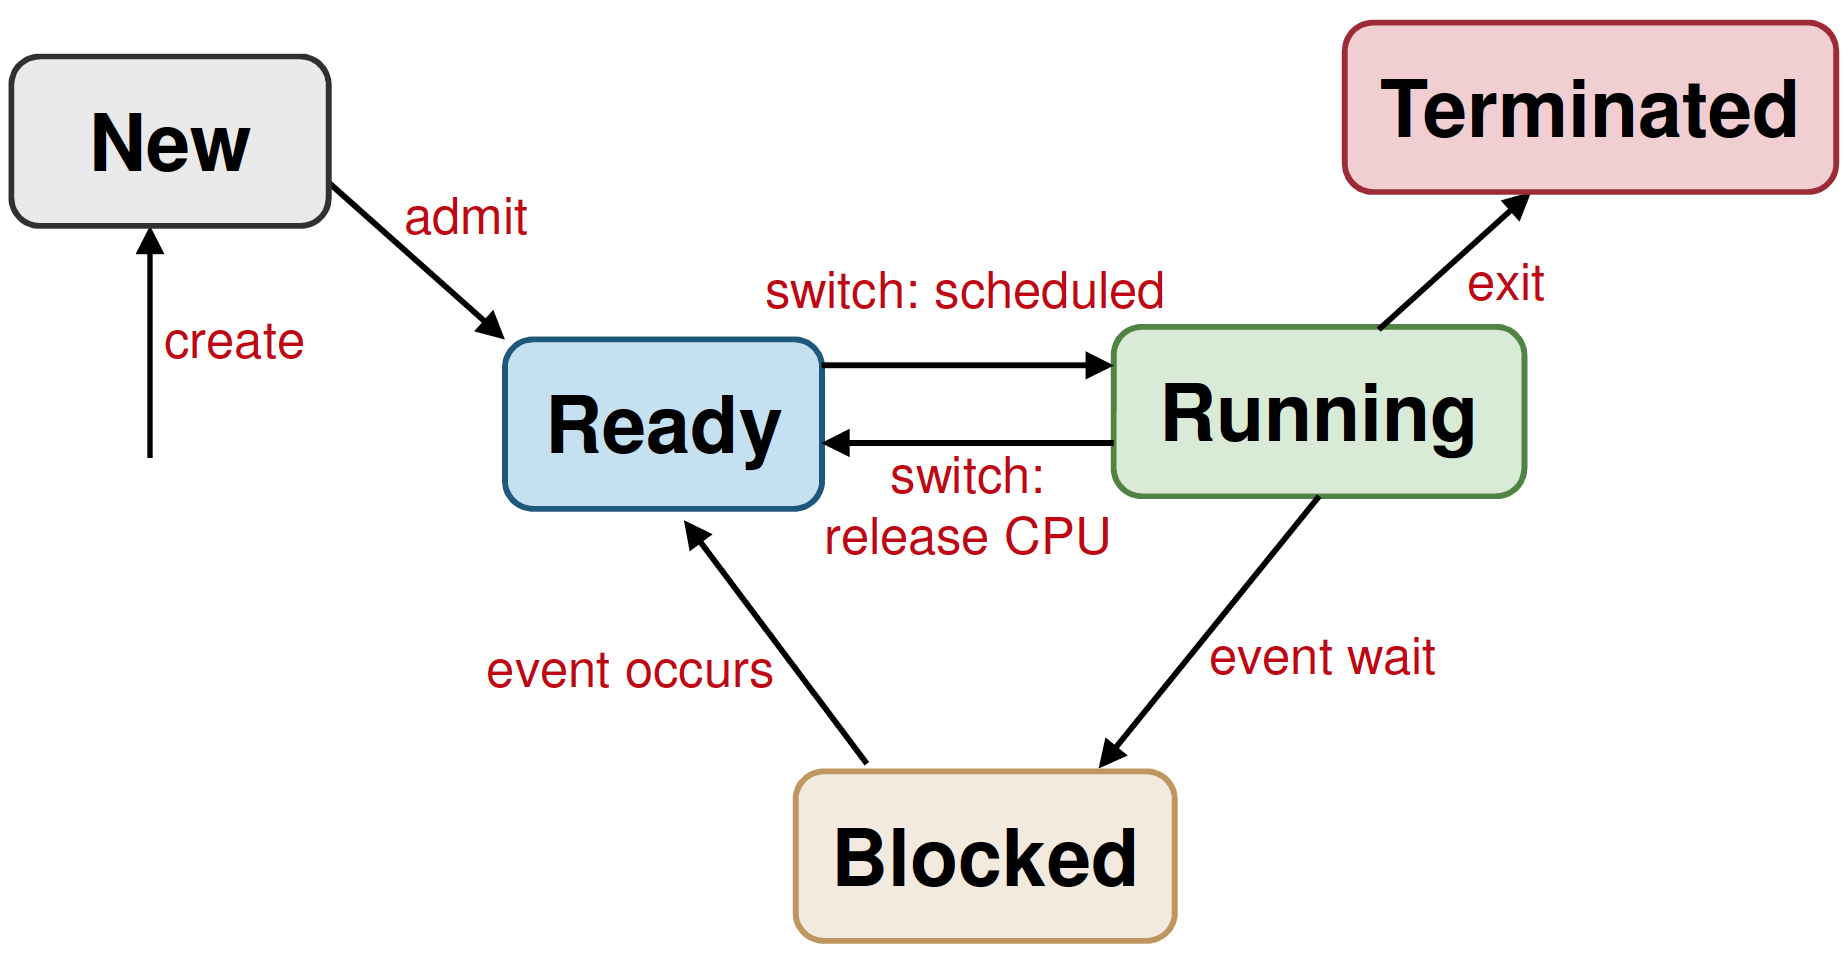 New
Terminated
admit
switch: scheduled
exit
create
Ready
Running
switch:
release CPU
event occurs
event wait
Blocked